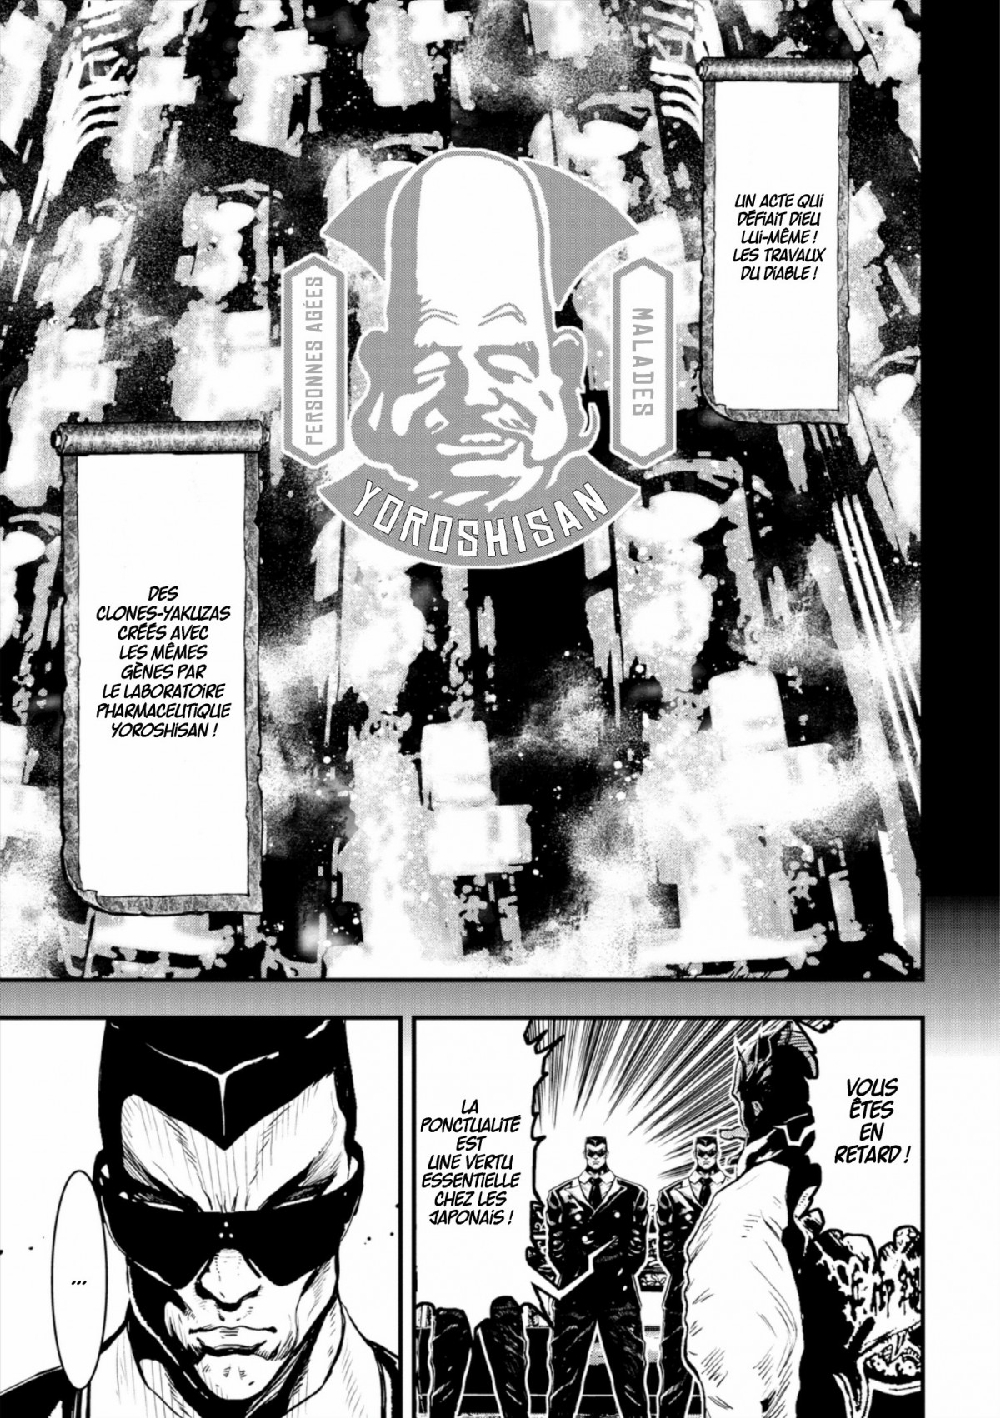 UN ACTE QUI
DÉFIAIT DIEU
LUI-MÊME !
LES TRAVAUX
DU DIABLE !
MALADES
PERSONNES AGÉES
YOROSHISAN
DES
CLONES-YAKUZAS
CRÉÉS AVEC
LES MÊMES
GÈNES PAR
LE LABORATOIRE
PHARMACEUTIQUE
YOROSHISAN !
VOUS
ÊTES
EN
RETARD !
LA
PONCTUALITÉ
EST
UNE VERTU
ESSENTIELLE
CHEZ LES
JAPONAIS !
...